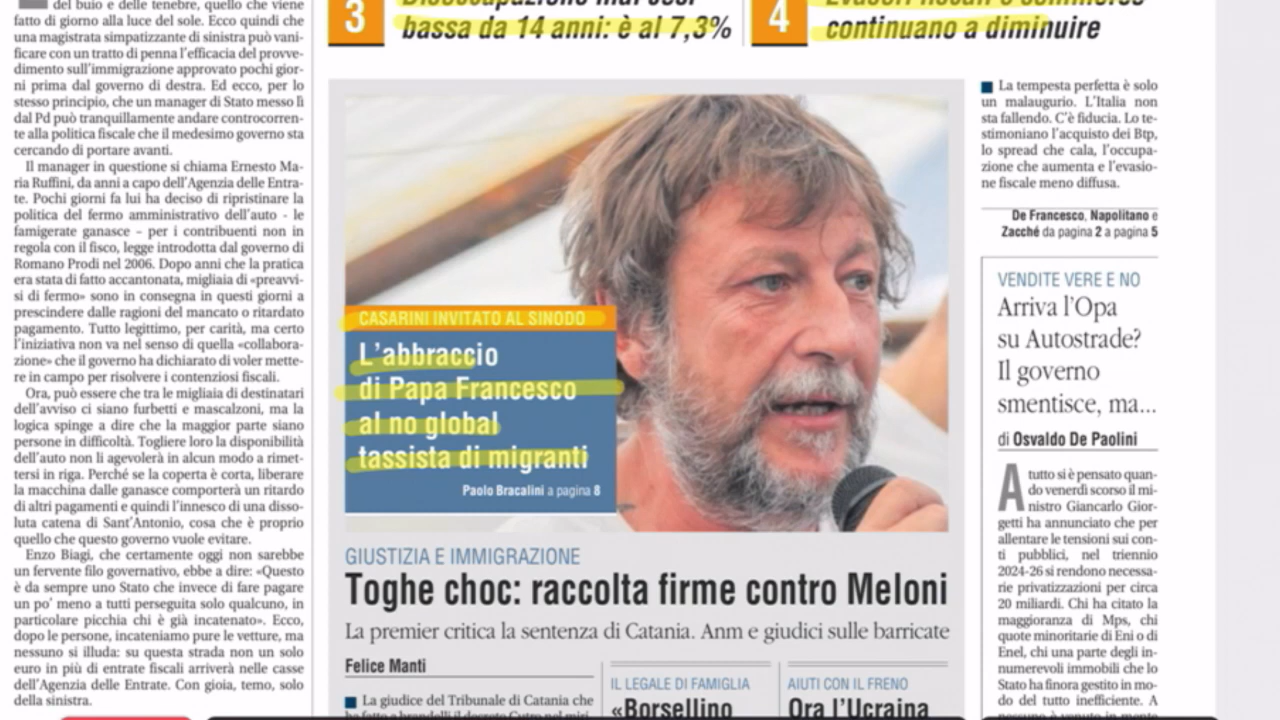 del buio e delle tenebre, quello che viene
fatto di giorno alla luce del sole. Ecco quindi che
una magistrata simpatizzante di sinistra può vani-
ficare con un tratto di penna l'efficacia del provve-
dimento sull'immigrazione approvato pochi gior-
ni prima dal governo di destra. Ed ecco, per lo
stesso principio, che un manager di Stato messo lì
dal Pd può tranquillamente andare controcorren-
te alla politica fiscale che il medesimo governo sta
cercando di portare avanti.
Il manager in questione si chiama Ernesto Ma-
ria Ruffini, da anni a capo dell'Agenzia delle Entra-
te. Pochi giorni fa lui ha deciso di ripristinare la
politica del fermo amministrativo dell'auto - le
famigerate ganasce – per i contribuenti non in
regola con il fisco, legge introdotta dal governo di
Romano Prodi nel 2006. Dopo anni che la pratica
era stata di fatto accantonata, migliaia di «preavvi-
si di fermo» sono in consegna in questi giorni a
prescindere dalle ragioni del mancato o ritardato
pagamento. Tutto legittimo, per carità, ma certo
l'iniziativa non va nel senso di quella «collabora-
zione» che il governo ha dichiarato di voler mette-
re in campo per risolvere i contenziosi fiscali.
Ora, può essere che tra le migliaia di destinatari
dell'avviso ci siano furbetti e mascalzoni, ma la
logica spinge a dire che la maggior parte siano
persone in difficoltà. Togliere loro la disponibilità
dell'auto non li agevolerà in alcun modo a rimet-
tersi in riga. Perché se la coperta è corta, liberare
la macchina dalle ganasce comporterà un ritardo
di altri pagamenti e quindi l'innesco di una disso-
luta catena di Sant'Antonio, cosa che è proprio
quello che questo governo vuole evitare.
Enzo Biagi, che certamente oggi non sarebbe
un fervente filo governativo, ebbe a dire: «Questo
è da sempre uno Stato che invece di fare pagare
un po' meno a tutti perseguita solo qualcuno, in
particolare picchia chi è già incatenato». Ecco,
dopo le persone, incateniamo pure le vetture, ma
nessuno si illuda: su questa strada non un solo
euro in più di entrate fiscali arriverà nelle casse
dell'Agenzia delle Entrate. Con gioia, temo, solo
della sinistra.
3
Disoccupazione mai così
bassa da 14 anni: è al 7,3%
4
Evasori fiscali e sommerso
continuano a diminuire
CASARINI INVITATO AL SINODO
L'abbraccio
di Papa Francesco
al no global
tassista di migranti
Paolo Bracalini a pagina 8
GIUSTIZIA E IMMIGRAZIONE
Toghe choc: raccolta firme contro Meloni
La premier critica la sentenza di Catania. Anm e giudici sulle barricate
Felice Manti
La giudice del Tribunale di Catania che
ha fatto a brandelli il decreto Cutro nel miri-
IL LEGALE DI FAMIGLIA
«Borsellino
AIUTI CON IL FRENO
Ora l'Ucraina
La tempesta perfetta è solo
un malaugurio. L'Italia non
sta fallendo. C'è fiducia. Lo te-
stimoniano l'acquisto dei Btp,
lo spread che cala, l'occupa-
zione che aumenta e l'evasio-
ne fiscale meno diffusa.
De Francesco, Napolitano e
Zacché da pagina 2 a pagina 5
VENDITE VERE E NO
Arriva l'Opa
su Autostrade?
Il governo
smentisce, ma...
di Osvaldo De Paolini
A tutto si è pensato quan-
do venerdì scorso il mi-
nistro Giancarlo Gior-
getti ha annunciato che per
allentare le tensioni sui con-
ti pubblici, nel triennio
2024-26 si rendono necessa-
rie privatizzazioni per circa
20 miliardi. Chi ha citato la
maggioranza di Mps, chi
quote minoritarie di Eni o di
Enel, chi una parte degli in-
numerevoli immobili che lo
Stato ha finora gestito in mo-
do del tutto inefficiente. A
nessuno è venuto in mente